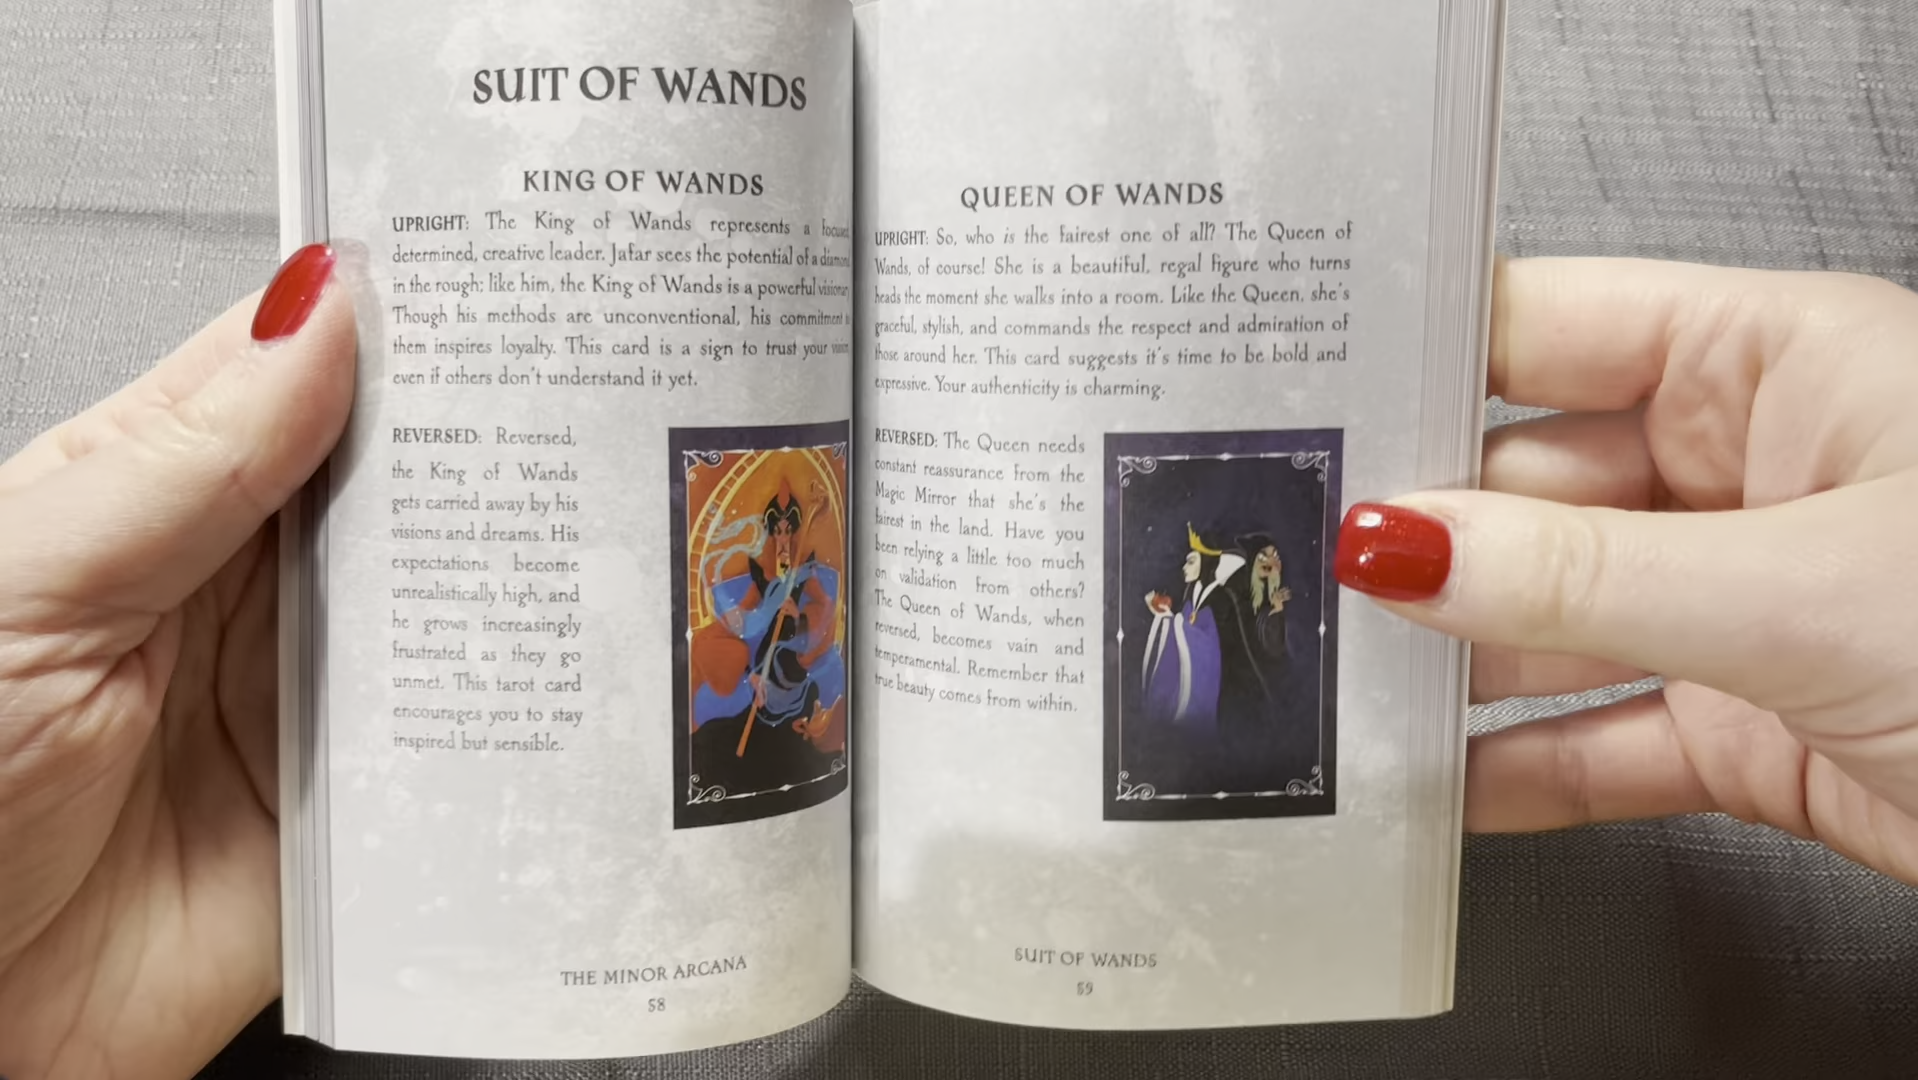 SUIT OF WANDS
KING OF WANDS
UPRIGHT: The King of Wands represents a focused
determined, creative leader. Jafar sees the potential of a diamond
in the rough; like him, the King of Wands is a powerful visionary
Though his methods are unconventional, his commitment to
them inspires loyalty. This card is a sign to trust your vision
even if others don't understand it yet.
REVERSED: Reversed,
the King of Wands
gets carried away by his
visions and dreams. His
expectations become
unrealistically high, and
he grows increasingly
frustrated as they go
unmet. This tarot card
encourages you to stay
inspired but sensible.
THE MINOR ARCANA
58
QUEEN OF WANDS
UPRIGHT: So, who is the fairest one of all? The Queen of
Wands, of course! She is a beautiful, regal figure who turns
heads the moment she walks into a room. Like the Queen, she's
graceful, stylish, and commands the respect and admiration of
those around her. This card suggests it's time to be bold and
expressive. Your authenticity is charming.
REVERSED: The Queen needs
constant reassurance from the
Magic Mirror that she's the
fairest in the land. Have you
been relying a little too much
on validation from others?
The Queen of Wands, when
reversed, becomes vain and
temperamental. Remember that
true beauty comes from within.
SUIT OF WANDS
59